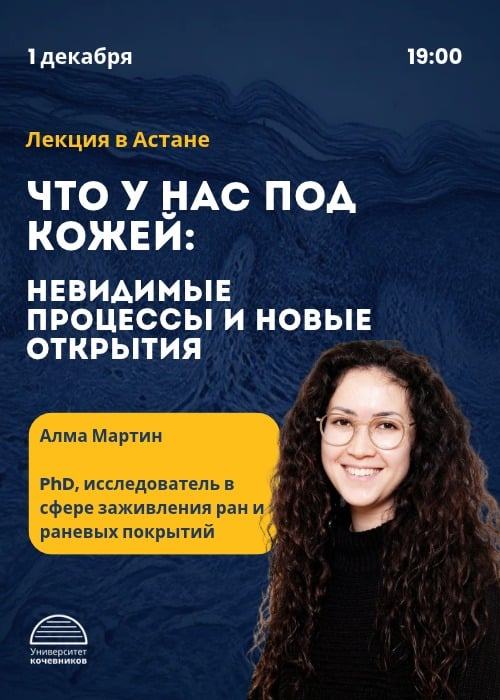 1 декабря
19:00
Лекция в Астане
ЧТО У НАС ПОД
КОЖЕЙ:
НЕВИДИМЫЕ
ПРОЦЕССЫ И НОВЫЕ
ОТКРЫТИЯ
Алма Мартин
PhD, исследователь в
сфере заживления ран и
раневых покрытий
Университет
кочевников